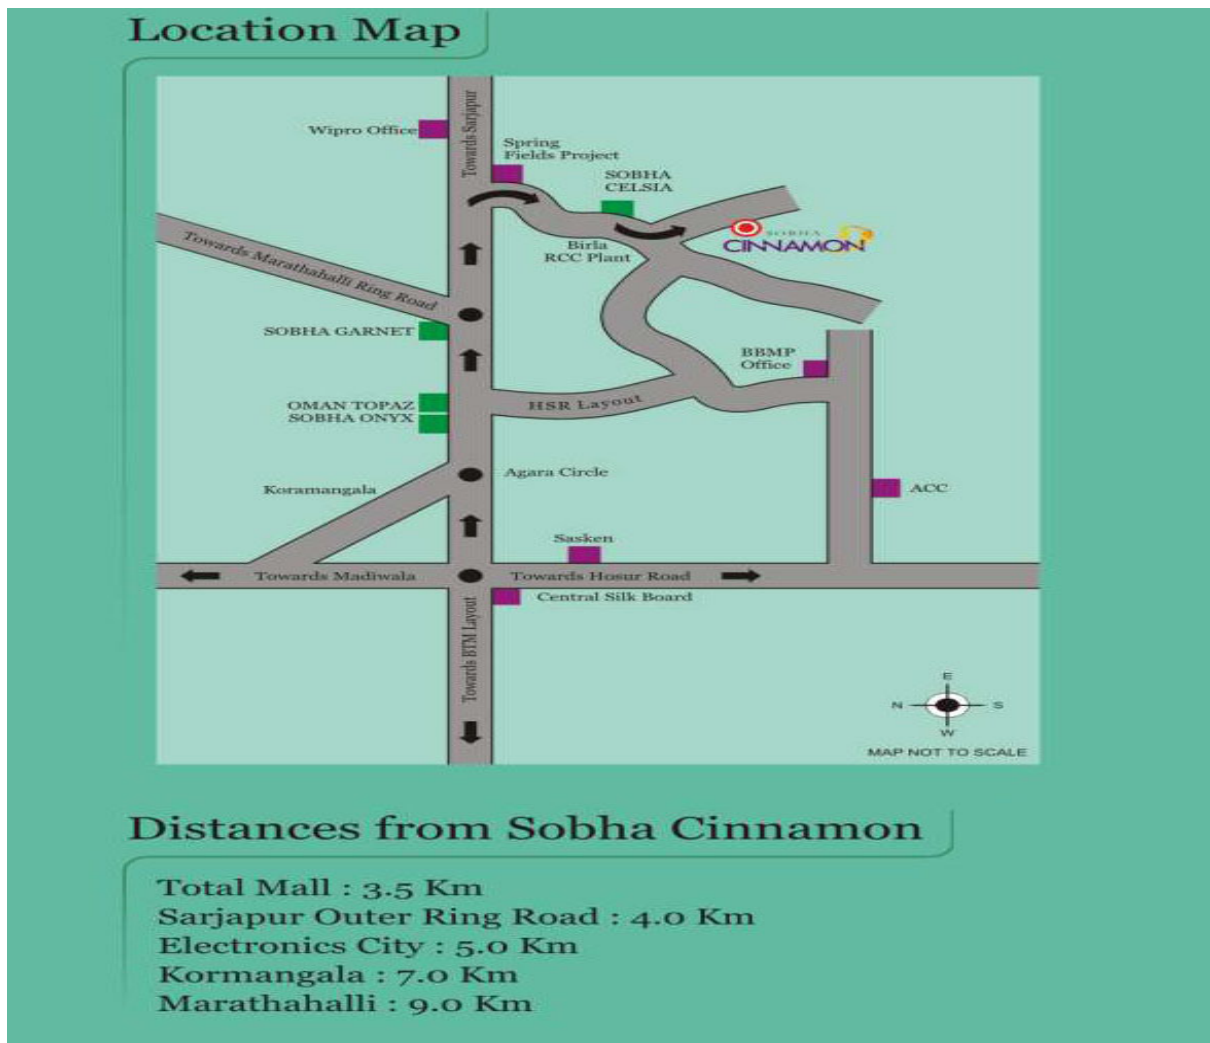 Location Map
Towards Sarjapur
Wipro Office
Spring
Fields Project
SOBHA
CELSIA
SOBHA
CINNAMON
Birla
RCC Plant
Towards Marathahalli Ring Road
SOBHA GARNET
BBMP
Office
OMAN TOPAZ
SOBHA ONYX
HSR Layout
Agara Circle
Koramangala
ACC
Sasken
Towards Madiwala
Towards Hosur Road
Central Silk Board
Towards BTM Layout
E
N
S
W
MAP NOT TO SCALE
Distances from Sobha Cinnamon
Total Mall : 3.5 Km
Sarjapur Outer Ring Road : 4.0 Km
Electronics City : 5.0 Km
Kormangala : 7.0 Km
Marathahalli : 9.0 Km